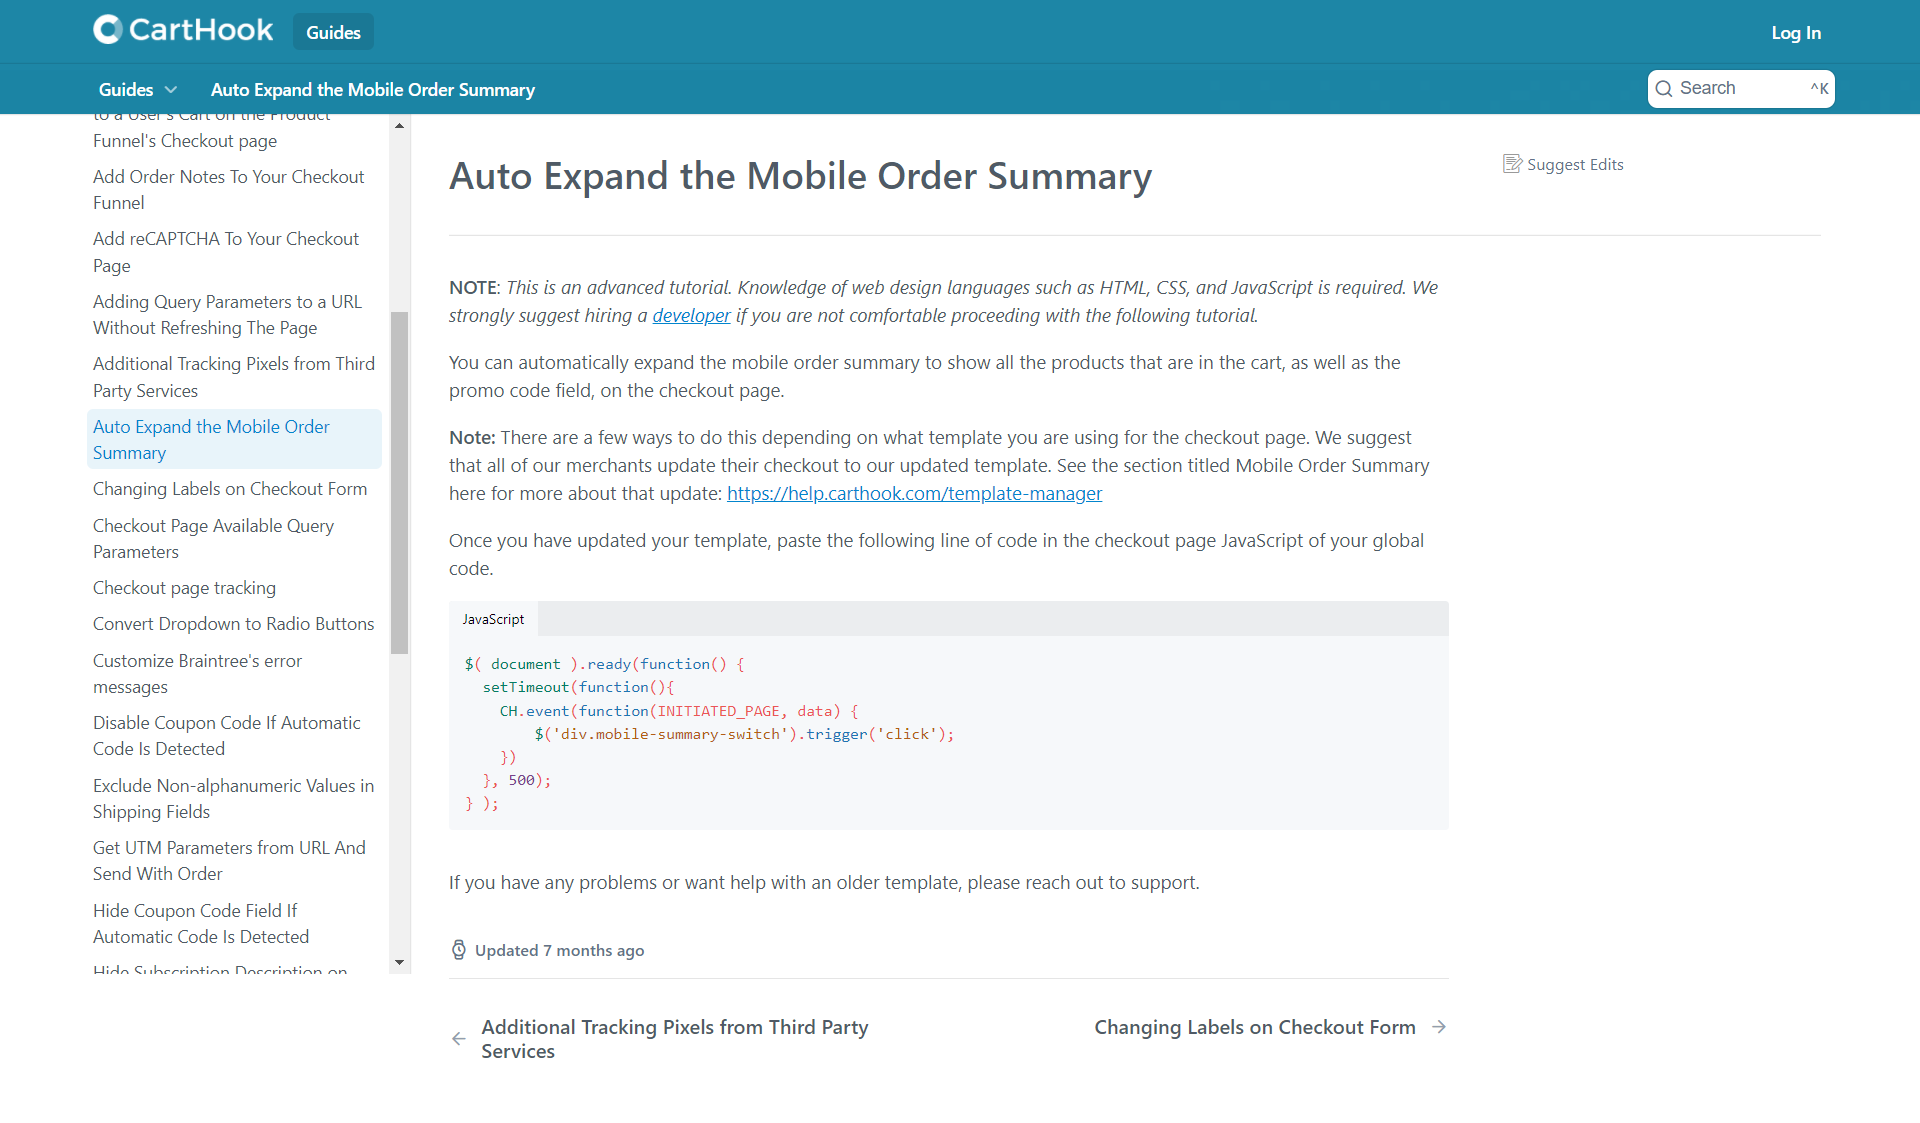 CartHook
Guides
Log In
Guides
Auto Expand the Mobile Order Summary
Search
^K
to a User's Cart on the Product
Funnel's Checkout page
Add Order Notes To Your Checkout
Funnel
Add reCAPTCHA To Your Checkout
Page
Adding Query Parameters to a URL
Without Refreshing The Page
Additional Tracking Pixels from Third
Party Services
Auto Expand the Mobile Order
Summary
Changing Labels on Checkout Form
Checkout Page Available Query
Parameters
Checkout page tracking
Convert Dropdown to Radio Buttons
Customize Braintree's error
messages
Disable Coupon Code If Automatic
Code Is Detected
Exclude Non-alphanumeric Values in
Shipping Fields
Get UTM Parameters from URL And
Send With Order
Hide Coupon Code Field If
Automatic Code Is Detected
Hide Subscription Description on
Auto Expand the Mobile Order Summary
Suggest Edits
NOTE: This is an advanced tutorial. Knowledge of web design languages such as HTML, CSS, and JavaScript is required. We
strongly suggest hiring a developer if you are not comfortable proceeding with the following tutorial.
You can automatically expand the mobile order summary to show all the products that are in the cart, as well as the
promo code field, on the checkout page.
Note: There are a few ways to do this depending on what template you are using for the checkout page. We suggest
that all of our merchants update their checkout to our updated template. See the section titled Mobile Order Summary
here for more about that update: https://help.carthook.com/template-manager
Once you have updated your template, paste the following line of code in the checkout page JavaScript of your global
code.
JavaScript
$( document ).ready(function() {
  setTimeout(function(){
    CH.event(function(INITIATED_PAGE, data) {
        $('div.mobile-summary-switch').trigger('click');
    })
  }, 500);
} );
If you have any problems or want help with an older template, please reach out to support.
Updated 7 months ago
Additional Tracking Pixels from Third Party
Services
Changing Labels on Checkout Form